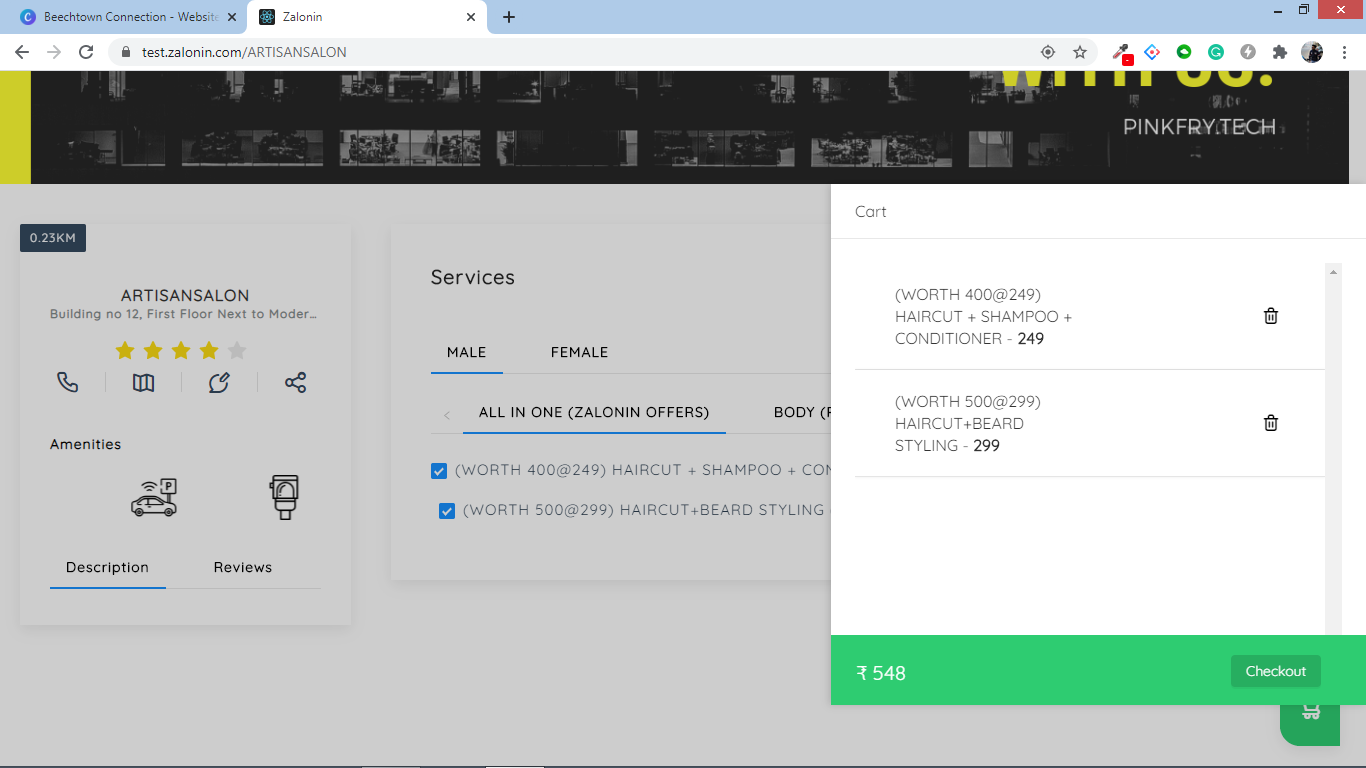 Beechtown Connection - Website
Zalonin
test.zalonin.com/ARTISANSALON
WITH US.
PINKFRY.TECH
0.23KM
ARTISANSALON
Building no 12, First Floor Next to Moder...
Amenities
P
Description Reviews
Services
MALE FEMALE
< ALL IN ONE (ZALONIN OFFERS) BODY (
(WORTH 400@249) HAIRCUT + SHAMPOO + CON
(WORTH 500@299) HAIRCUT+BEARD STYLING
Cart
(WORTH 400@249)
HAIRCUT + SHAMPOO +
CONDITIONER - 249
(WORTH 500@299)
HAIRCUT+BEARD
STYLING - 299
₹ 548
Checkout